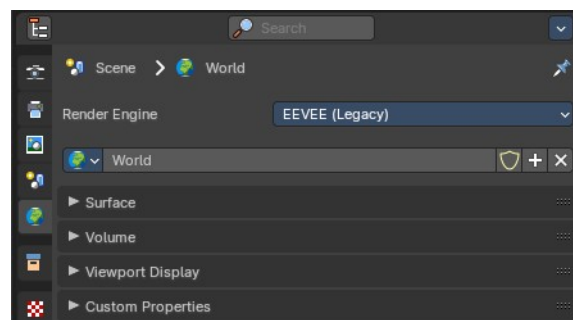 Search
Scene World
Render Engine EEVEE (Legacy)
World
Surface
Volume
Viewport Display
Custom Properties